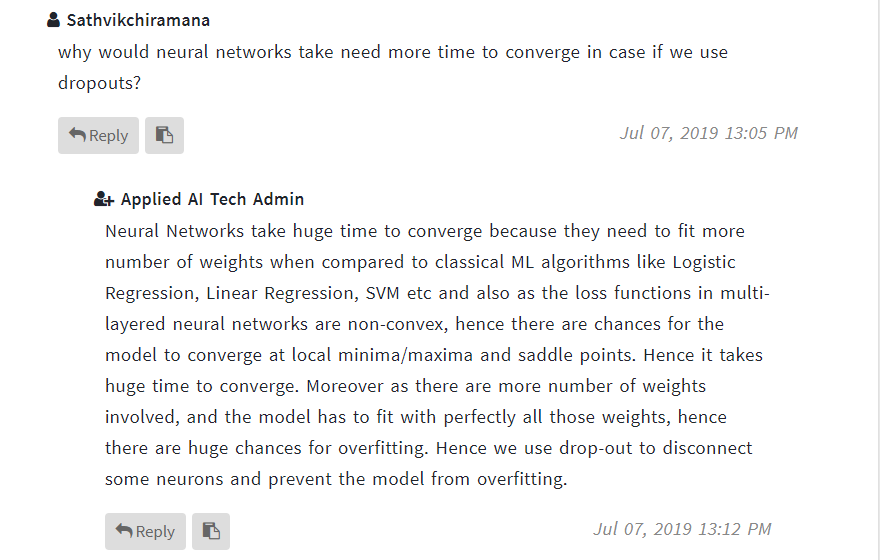 Sathvikchiramana
why would neural networks take need more time to converge in case if we use
dropouts?
Reply
Jul 07, 2019 13:05 PM
Applied AI Tech Admin
Neural Networks take huge time to converge because they need to fit more
number of weights when compared to classical ML algorithms like Logistic
Regression, Linear Regression, SVM etc and also as the loss functions in multi-
layered neural networks are non-convex, hence there are chances for the
model to converge at local minima/maxima and saddle points. Hence it takes
huge time to converge. Moreover as there are more number of weights
involved, and the model has to fit with perfectly all those weights, hence
there are huge chances for overfitting. Hence we use drop-out to disconnect
some neurons and prevent the model from overfitting.
Reply
Jul 07, 2019 13:12 PM